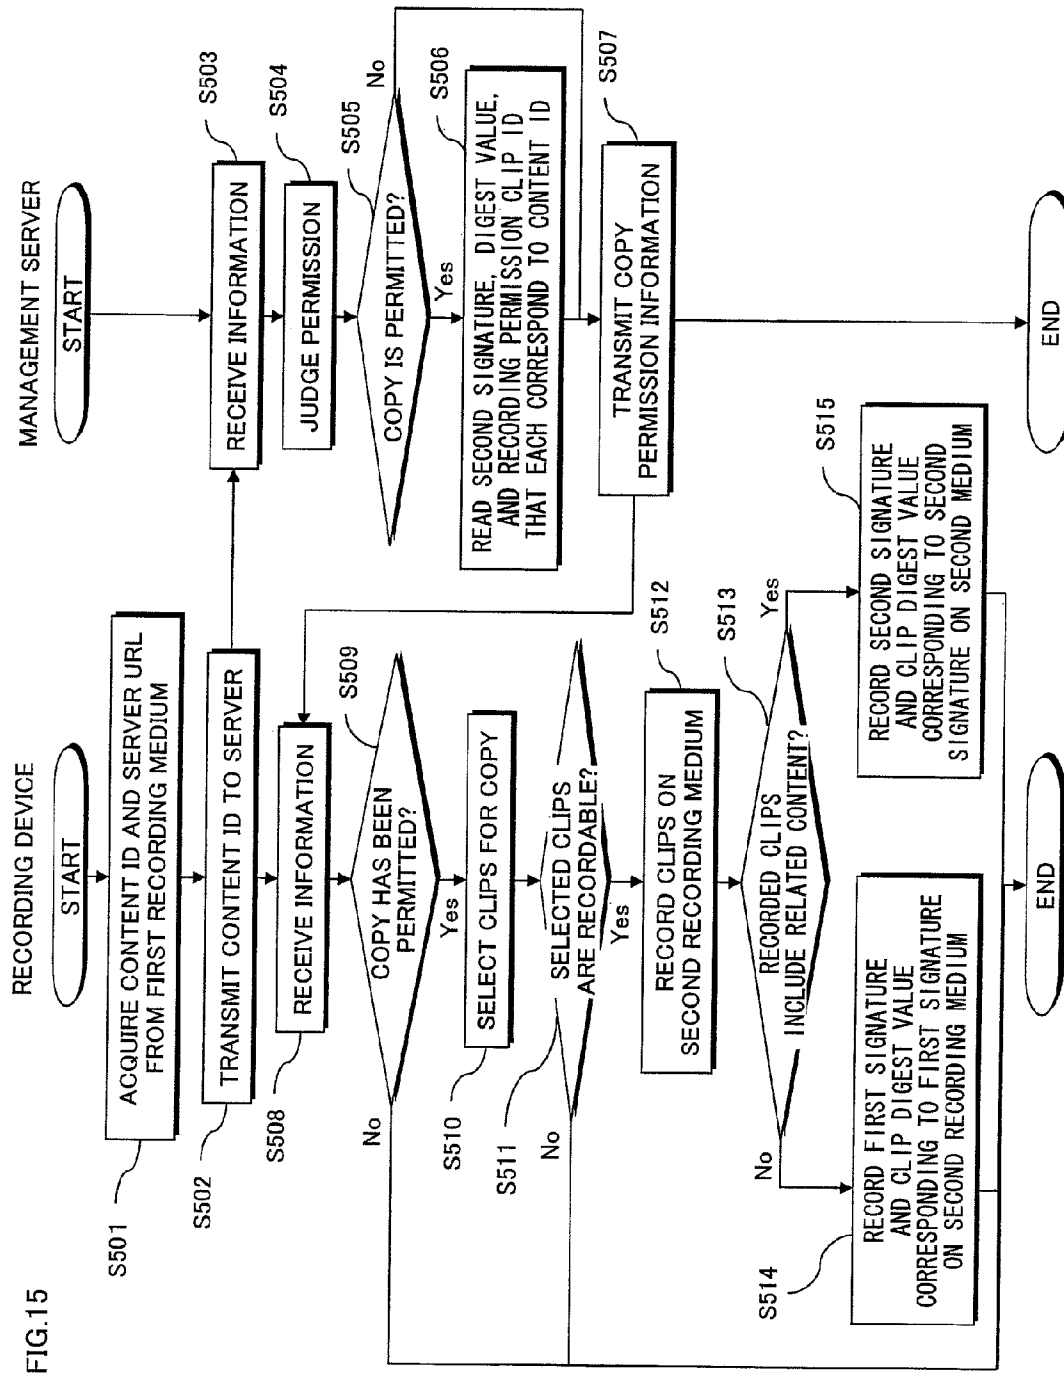 FIG.15
RECORDING DEVICE
START
ACQUIRE CONTENT ID AND SERVER URL
FROM FIRST RECORDING MEDIUM
S501
TRANSMIT CONTENT ID TO SERVER
S502
RECEIVE INFORMATION
S508
COPY HAS BEEN
PERMITTED?
S509
No
Yes
SELECT CLIPS FOR COPY
S510
SELECTED CLIPS
ARE RECORDABLE?
S511
No
Yes
RECORD CLIPS ON
SECOND RECORDING MEDIUM
S512
RECORDED CLIPS
INCLUDE RELATED CONTENT?
S513
No
Yes
RECORD FIRST SIGNATURE
AND CLIP DIGEST VALUE
CORRESPONDING TO FIRST SIGNATURE
ON SECOND RECORDING MEDIUM
S514
RECORD SECOND SIGNATURE
AND CLIP DIGEST VALUE
CORRESPONDING TO SECOND
SIGNATURE ON SECOND MEDIUM
S515
END
MANAGEMENT SERVER
START
RECEIVE INFORMATION
S503
JUDGE PERMISSION
S504
COPY IS PERMITTED?
S505
No
Yes
READ SECOND SIGNATURE, DIGEST VALUE,
AND RECORDING PERMISSION CLIP ID
THAT EACH CORRESPOND TO CONTENT ID
S506
TRANSMIT COPY
PERMISSION INFORMATION
S507
END